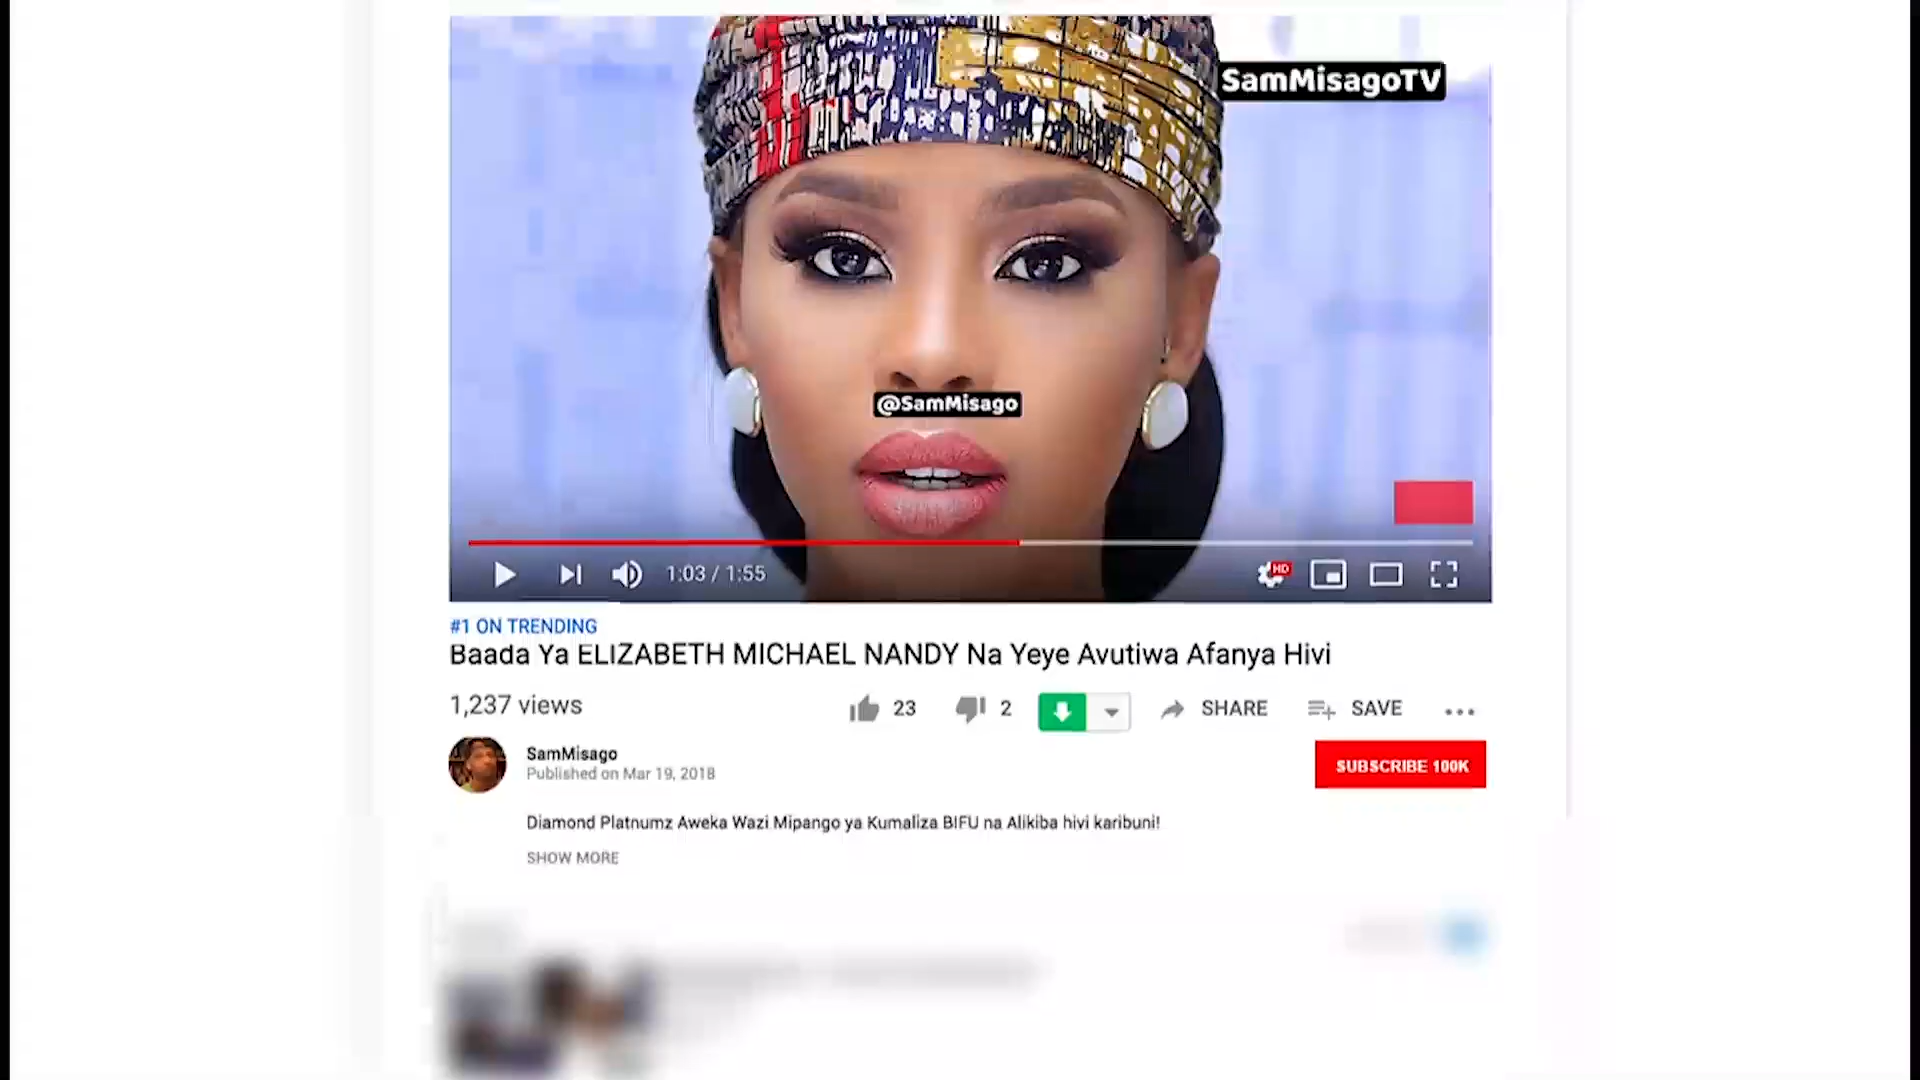 SamMisagoTV
@SamMisago
1:03 / 1:55
HD
#1 ON TRENDING
Baada Ya ELIZABETH MICHAEL NANDY Na Yeye Avutiwa Afanya Hivi
1,237 views
23
2
SHARE
SAVE
SamMisago
Published on Mar 19, 2018
SUBSCRIBE 100K
Diamond Platnumz Aweka Wazi Mipango ya Kumaliza BIFU na Alikiba hivi karibuni!
SHOW MORE